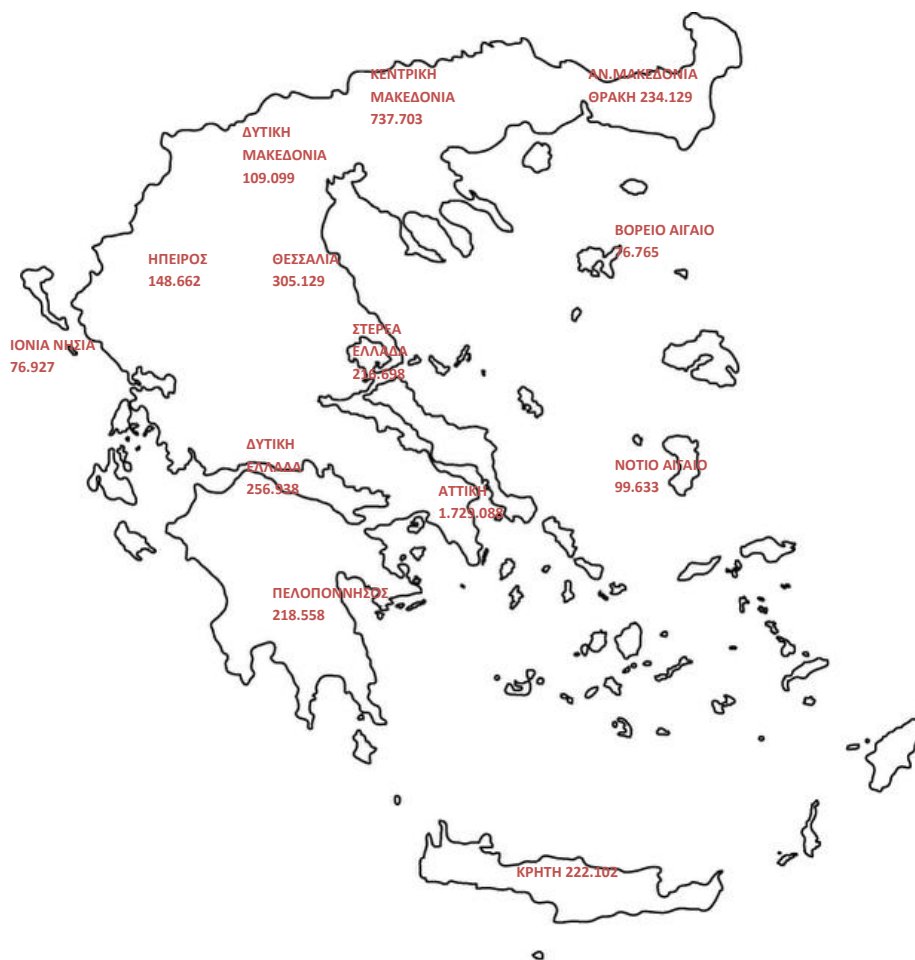 ΚΕΝΤΡΙΚΗ
ΜΑΚΕΔΟΝΙΑ
737.703
ΑΝ.ΜΑΚΕΔΟΝΙΑ
ΘΡΑΚΗ 234.129
ΔΥΤΙΚΗ
ΜΑΚΕΔΟΝΙΑ
109.099
ΒΟΡΕΙΟ ΑΙΓΑΙΟ
76.765
ΗΠΕΙΡΟΣ
148.662
ΘΕΣΣΑΛΙΑ
305.129
ΙΟΝΙΑ ΝΗΣΙΑ
76.927
ΣΤΕΡΕΑ
ΕΛΛΑΔΑ
216.698
ΔΥΤΙΚΗ
ΕΛΛΑΔΑ
256.938
ΑΤΤΙΚΗ
1.729.088
ΝΟΤΙΟ ΑΙΓΑΙΟ
99.633
ΠΕΛΟΠΟΝΝΗΣΟΣ
218.558
ΚΡΗΤΗ 222.102